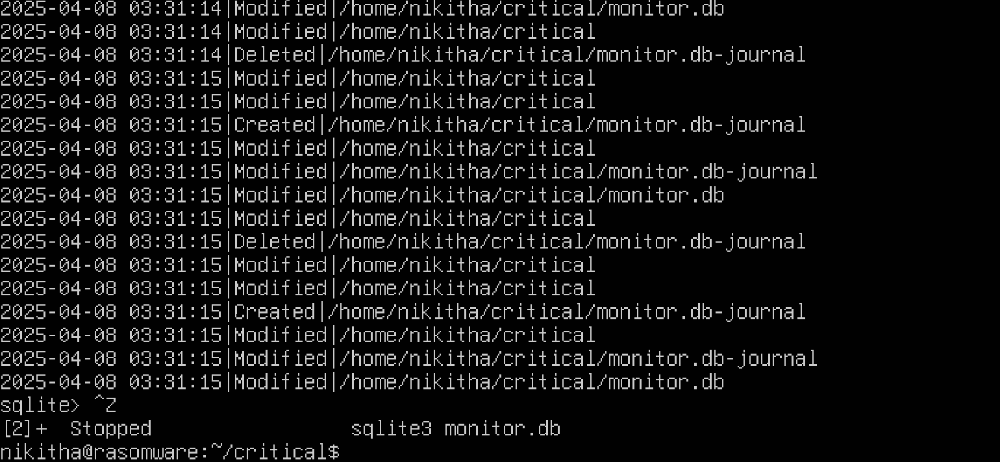 2025-04-08 03:31:14|Modified|/home/nikitha/critical/monitor.db
2025-04-08 03:31:14|Modified|/home/nikitha/critical
2025-04-08 03:31:14|Deleted|/home/nikitha/critical/monitor.db-journal
2025-04-08 03:31:15|Modified|/home/nikitha/critical
2025-04-08 03:31:15|Modified|/home/nikitha/critical
2025-04-08 03:31:15|Created|/home/nikitha/critical/monitor.db-journal
2025-04-08 03:31:15|Modified|/home/nikitha/critical
2025-04-08 03:31:15|Modified|/home/nikitha/critical/monitor.db-journal
2025-04-08 03:31:15|Modified|/home/nikitha/critical/monitor.db
2025-04-08 03:31:15|Modified|/home/nikitha/critical
2025-04-08 03:31:15|Deleted|/home/nikitha/critical/monitor.db-journal
2025-04-08 03:31:15|Modified|/home/nikitha/critical
2025-04-08 03:31:15|Modified|/home/nikitha/critical
2025-04-08 03:31:15|Created|/home/nikitha/critical/monitor.db-journal
2025-04-08 03:31:15|Modified|/home/nikitha/critical
2025-04-08 03:31:15|Modified|/home/nikitha/critical/monitor.db-journal
2025-04-08 03:31:15|Modified|/home/nikitha/critical/monitor.db
sqlite> ^Z
[2]+  Stopped                 sqlite3 monitor.db
nikitha@rasomware:~/critical$